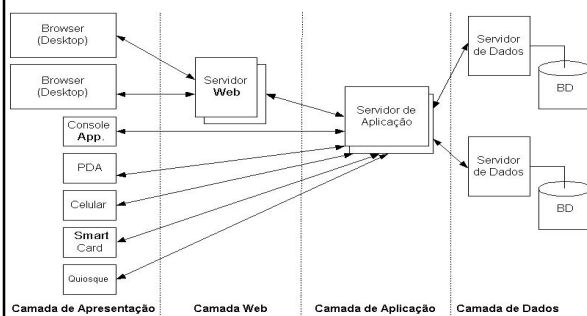 Browser
(Desktop)
Browser
(Desktop)
Console
App.
PDA
Celular
Smart
Card
Quiosque
Servidor
Web
Servidor de
Aplicação
Servidor
de Dados
BD
Servidor
de Dados
BD
Camada de Apresentação
Camada Web
Camada de Aplicação
Camada de Dados